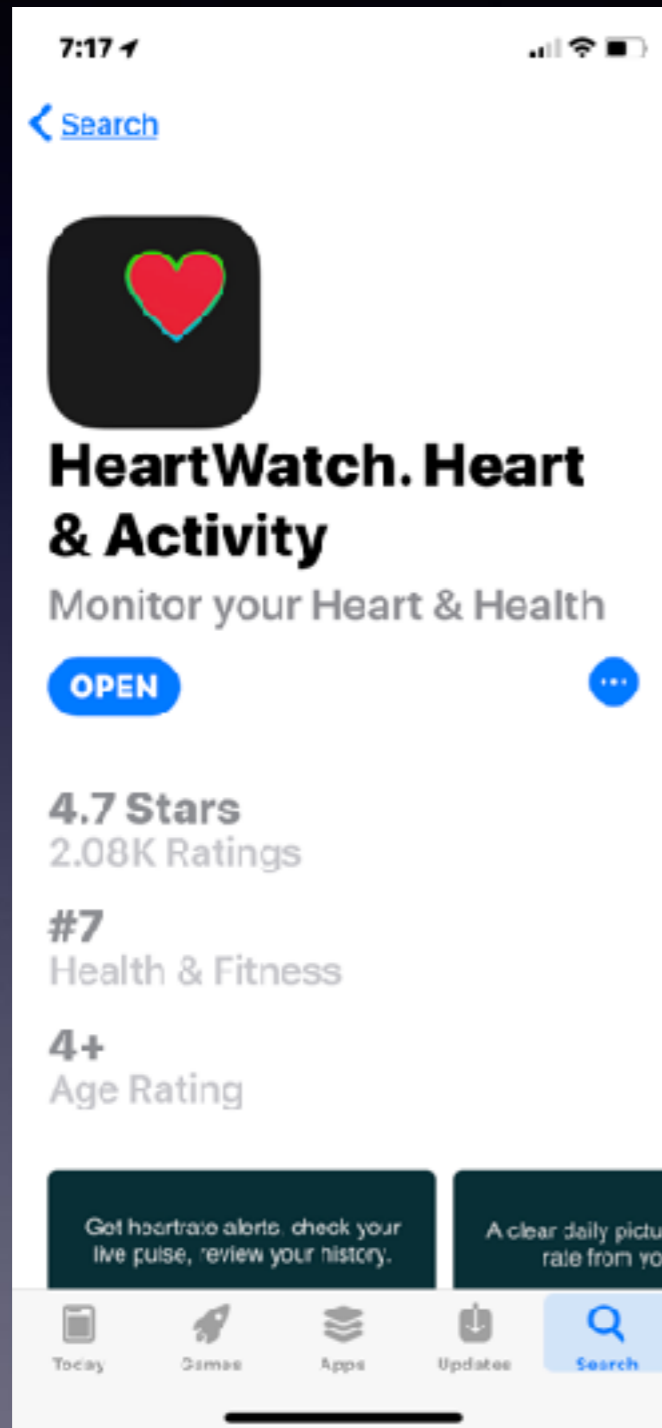 7:17
Search
HeartWatch. Heart
& Activity
Monitor your Heart & Health
OPEN
4.7 Stars
2.08K Ratings
#7
Health & Fitness
4+
Age Rating
Get heartrate alerts, check your
live pulse, review your history.
A clear daily pictu
rate from yo
Today Games Apps Updates Search